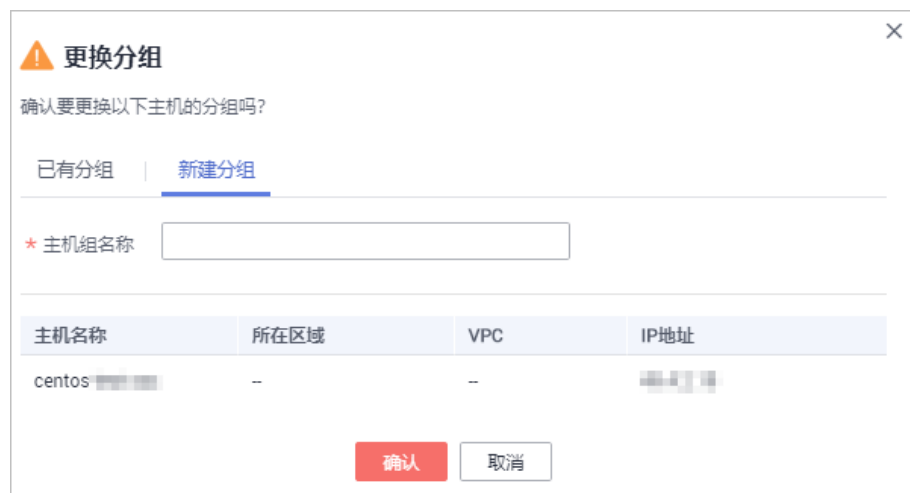 更换分组
确认要更换以下主机的分组吗?
已有分组 新建分组
* 主机组名称
主机名称 所在区域 VPC IP地址
centos -- --
确认 取消